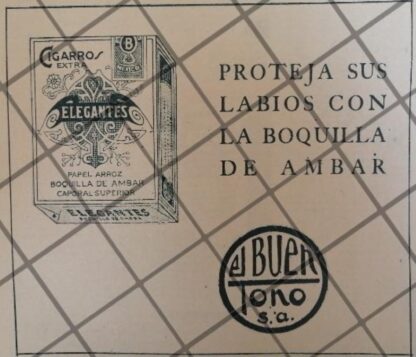 CIGARROS
EXTRA
B
ELEGANTES
PAPEL ARROZ
BOQUILLA DE AMBAR
CAPORAL SUPERIOR
ELEGANTES
PROTEJA SUS
LABIOS CON
LA BOQUILLA
DE AMBAR
el BUEN
TONO
s.a.